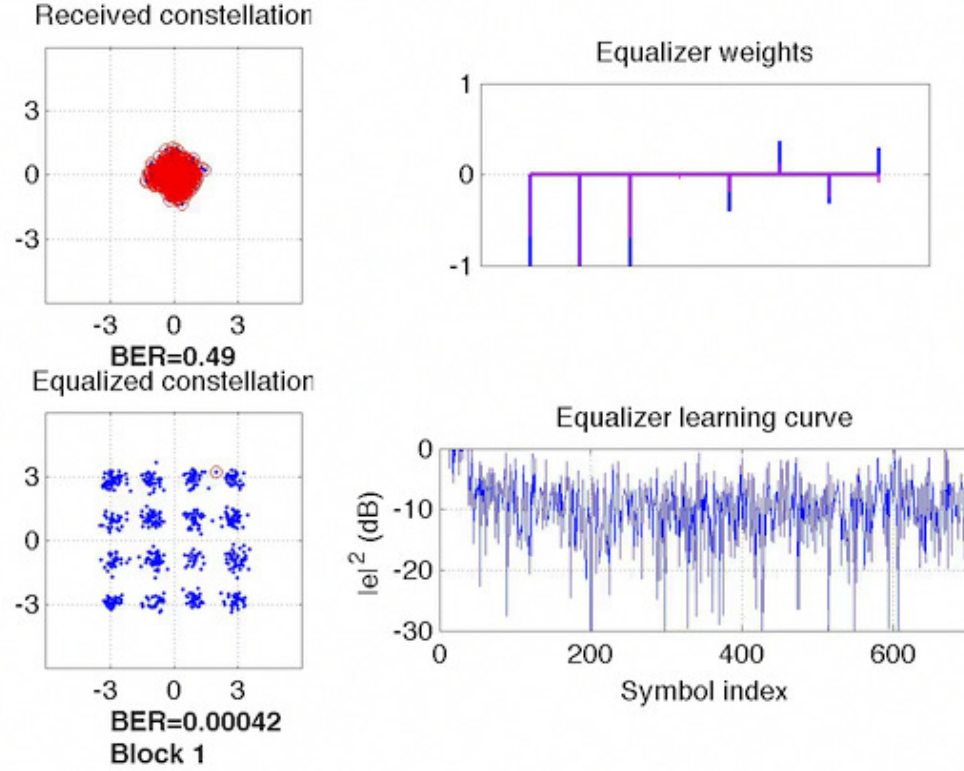 Received constellation
3
0
-3
-3 0 3
BER=0.49
Equalizer weights
1
0
-1
Equalized constellation
3
0
-3
-3 0 3
BER=0.00042
Block 1
Equalizer learning curve
0
-10
-20
-30
|e|² (dB)
0 200 400 600
Symbol index